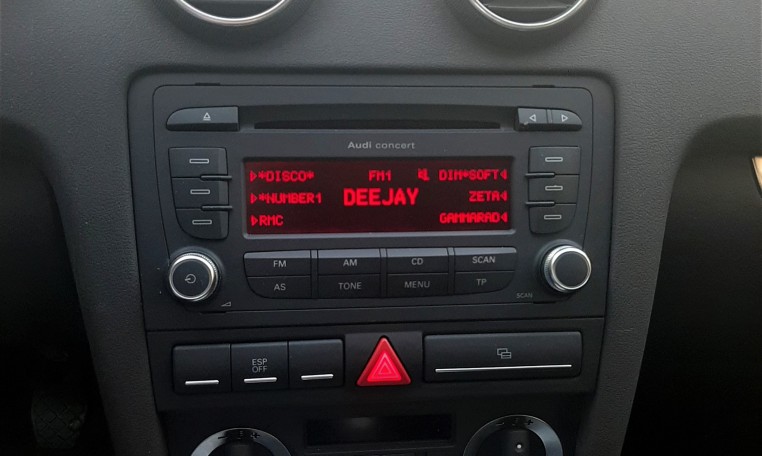 Audi concert
*DISCO* FM1 DIM*SOFT
*NUMBER1 DEEJAY ZETA
RMC GAMMARAD
FM AM CD SCAN
AS TONE MENU TP
SCAN
ESP
OFF